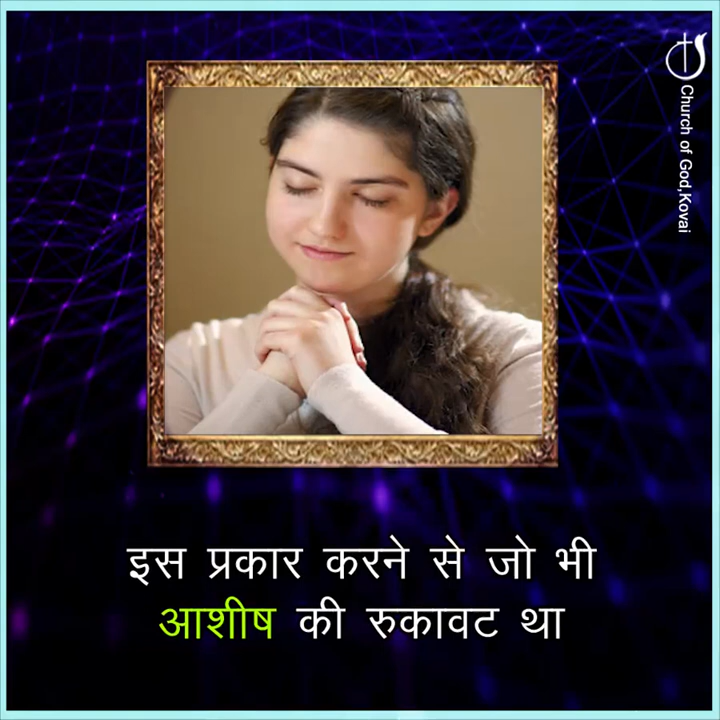 Church of God,Kovai
इस प्रकार करने से जो भी
आशीष की रुकावट था